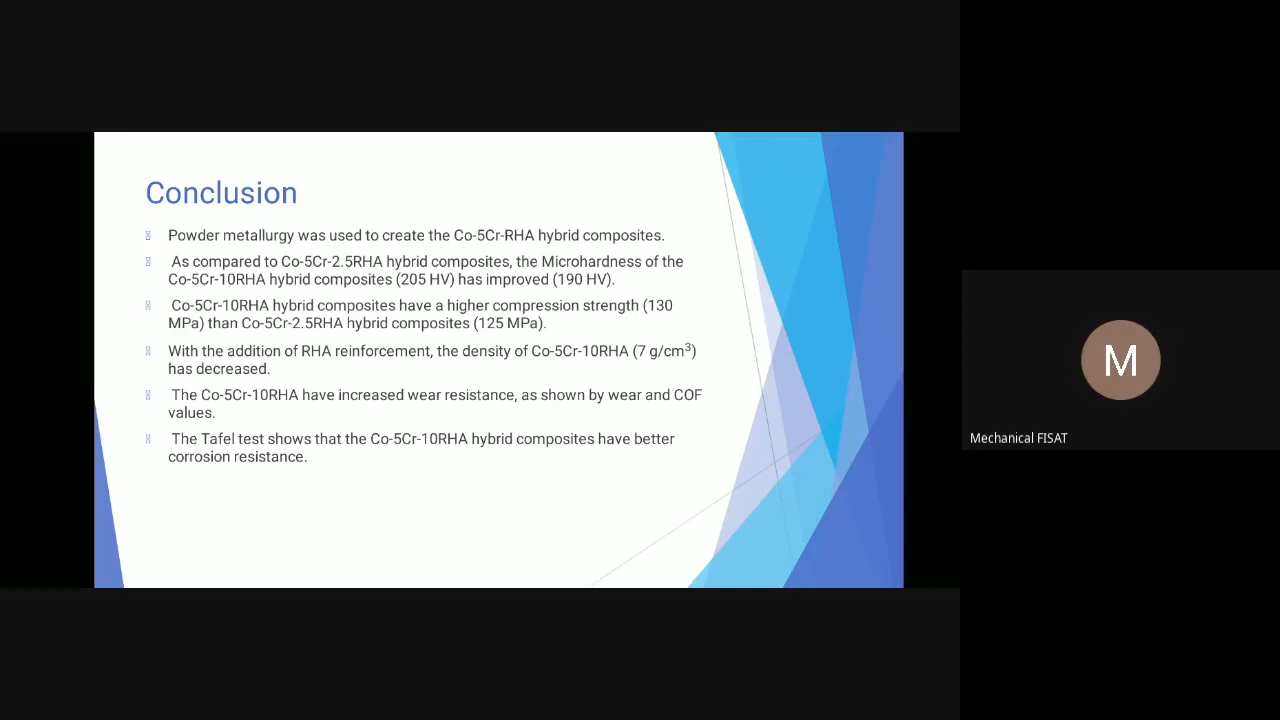 Conclusion
Powder metallurgy was used to create the Co-5Cr-RHA hybrid composites.
As compared to Co-5Cr-2.5RHA hybrid composites, the Microhardness of the
Co-5Cr-10RHA hybrid composites (205 HV) has improved (190 HV).
Co-5Cr-10RHA hybrid composites have a higher compression strength (130
MPa) than Co-5Cr-2.5RHA hybrid composites (125 MPa).
With the addition of RHA reinforcement, the density of Co-5Cr-10RHA (7 g/cm³)
has decreased.
The Co-5Cr-10RHA have increased wear resistance, as shown by wear and COF
values.
The Tafel test shows that the Co-5Cr-10RHA hybrid composites have better
corrosion resistance.
M
Mechanical FISAT